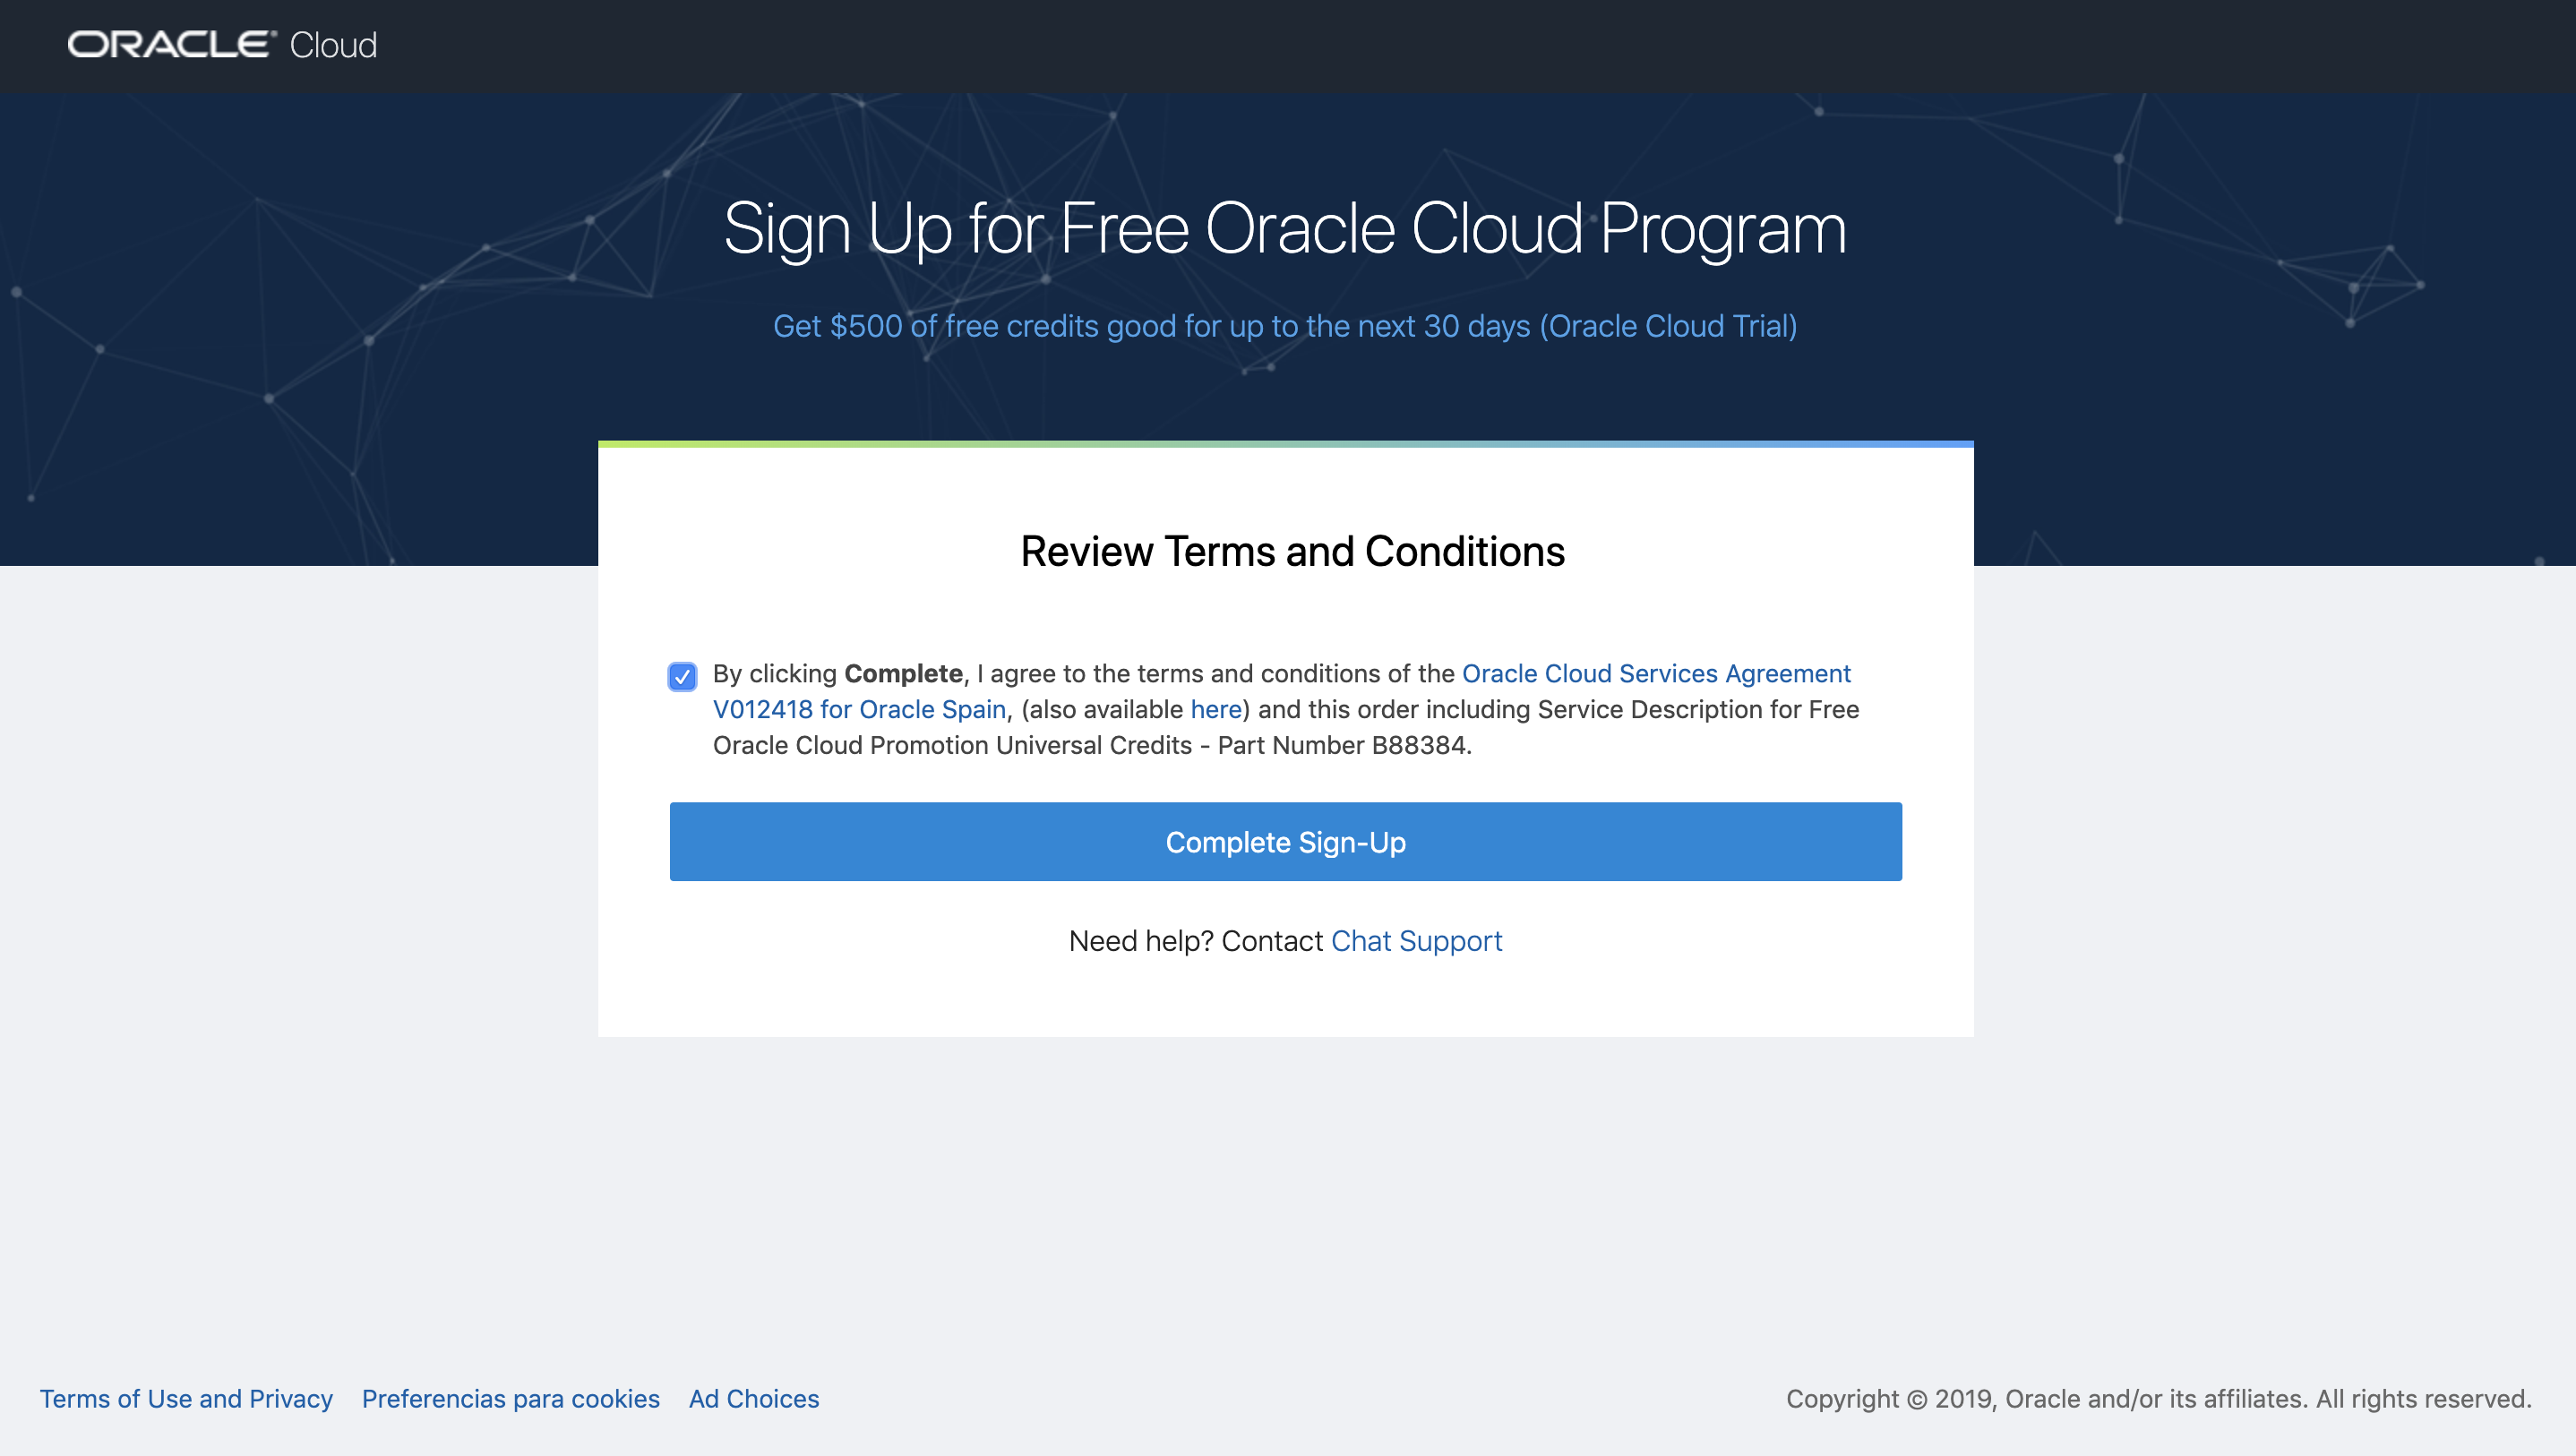 ORACLE® Cloud
Sign Up for Free Oracle Cloud Program
Get $500 of free credits good for up to the next 30 days (Oracle Cloud Trial)
Review Terms and Conditions
By clicking Complete, I agree to the terms and conditions of the Oracle Cloud Services Agreement
V012418 for Oracle Spain, (also available here) and this order including Service Description for Free
Oracle Cloud Promotion Universal Credits - Part Number B88384.
Complete Sign-Up
Need help? Contact Chat Support
Terms of Use and Privacy Preferencias para cookies Ad Choices Copyright © 2019, Oracle and/or its affiliates. All rights reserved.